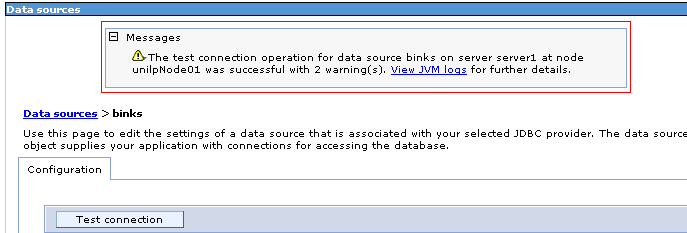 Data sources
Messages
The test connection operation for data source binks on server server1 at node
unilpNode01 was successful with 2 warning(s). View JVM logs for further details.
Data sources > binks
Use this page to edit the settings of a data source that is associated with your selected JDBC provider. The data source
object supplies your application with connections for accessing the database.
Configuration
Test connection